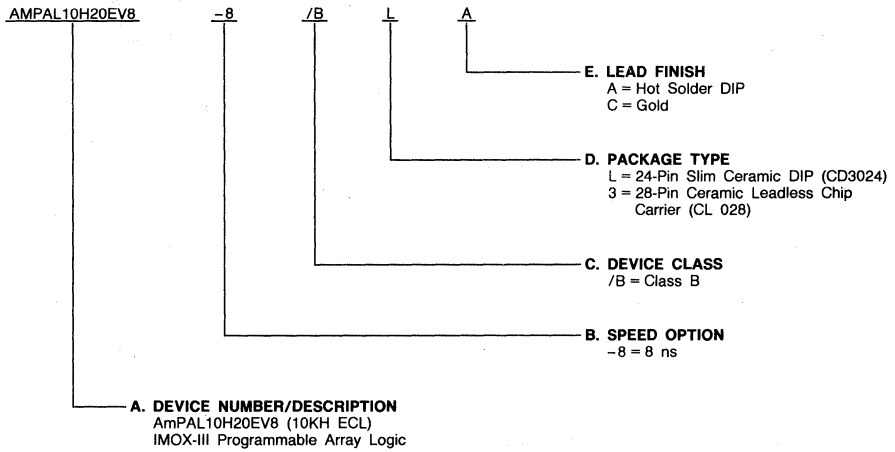 AMPAL10H20EV8 -8 /B L A
E. LEAD FINISH
A = Hot Solder DIP
C = Gold
D. PACKAGE TYPE
L = 24-Pin Slim Ceramic DIP (CD3024)
3 = 28-Pin Ceramic Leadless Chip
Carrier (CL 028)
C. DEVICE CLASS
/B = Class B
B. SPEED OPTION
-8 = 8 ns
A. DEVICE NUMBER/DESCRIPTION
AmPAL10H20EV8 (10KH ECL)
IMOX-III Programmable Array Logic